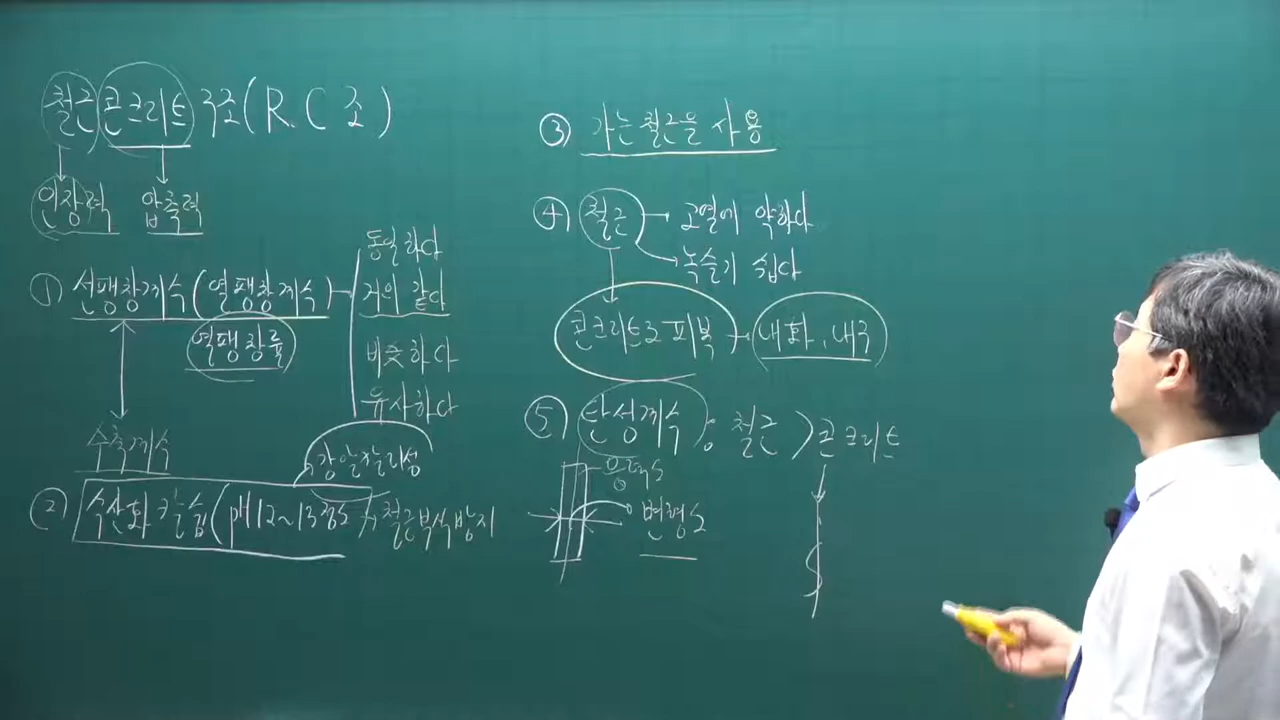 철근콘크리트 구조(R.C조)
인장력 압축력
① 선팽창계수(열팽창계수)
열팽창률
동일하다
거의 같다
비슷하다
유사하다
수축계수
강알칼리성
② 수산화칼슘(pH12~13정도) 철근부식방지
③ 가는 철근을 사용
④ 철근 → 고열에 약하다
녹슬기 쉽다
콘크리트로 피복 → 내화, 내구
⑤ 탄성계수: 철근 > 콘크리트
응력도
변형도